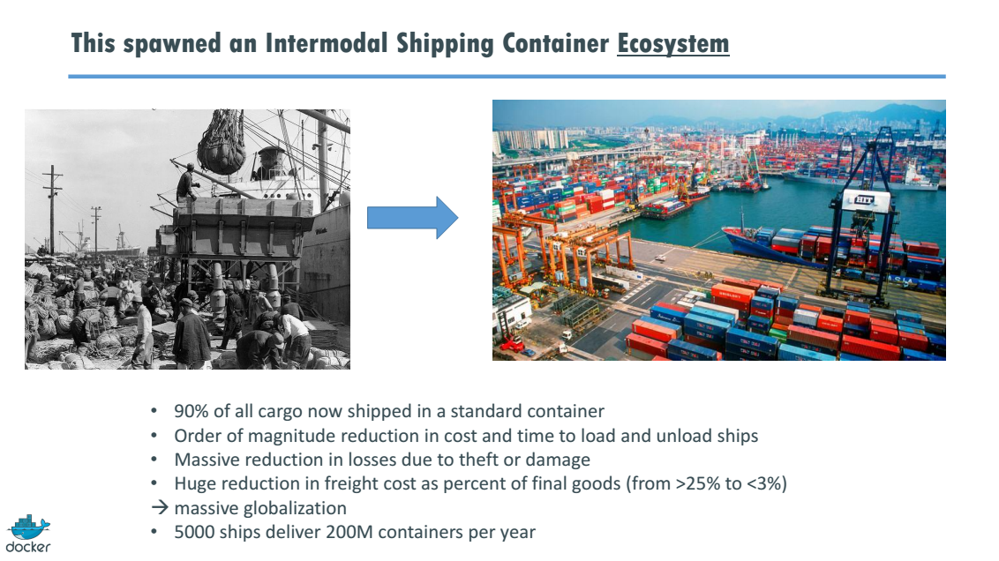 This spawned an Intermodal Shipping Container Ecosystem
HIT
• 90% of all cargo now shipped in a standard container
• Order of magnitude reduction in cost and time to load and unload ships
• Massive reduction in losses due to theft or damage
• Huge reduction in freight cost as percent of final goods (from >25% to <3%)
→ massive globalization
• 5000 ships deliver 200M containers per year
docker